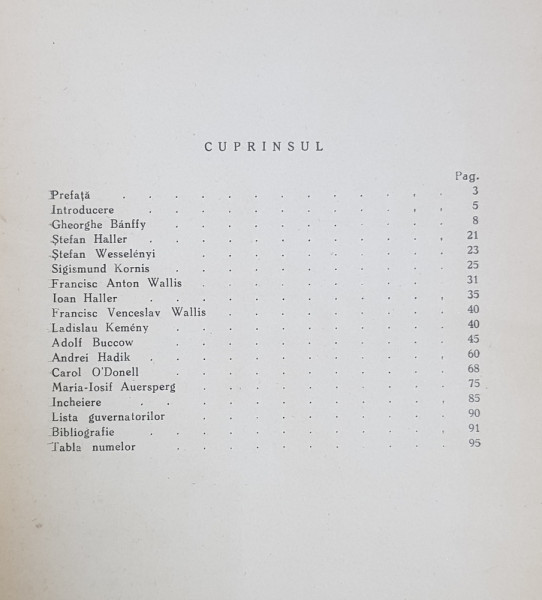 CUPRINSUL
Pag.
Prefață . . . . . . . . . . . . . 3
Introducere . . . . . . . . . . . . 5
Gheorghe Bánffy . . . . . . . . . . . 8
Ștefan Haller . . . . . . . . . . . . 21
Ștefan Wesselényi . . . . . . . . . . 23
Sigismund Kornis . . . . . . . . . . . 25
Francisc Anton Wallis . . . . . . . . . . 31
Ioan Haller . . . . . . . . . . . . 35
Francisc Venceslav Wallis . . . . . . . . . 40
Ladislau Kemény . . . . . . . . . . . 40
Adolf Buccow . . . . . . . . . . . 45
Andrei Hadik . . . . . . . . . . . . 60
Carol O'Donell . . . . . . . . . . . 68
Maria-Iosif Auersperg . . . . . . . . . . 75
Incheiere . . . . . . . . . . . . 85
Lista guvernatorilor . . . . . . . . . . 90
Bibliografie . . . . . . . . . . . . 91
Tabla numelor . . . . . . . . . . . 95